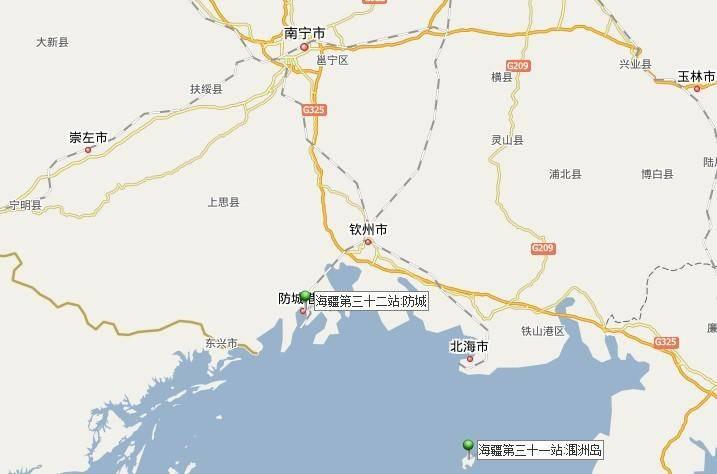 南宁市
大新县
邕宁区
兴业县
G209
横县
玉林市
扶绥县
G325
崇左市
灵山县
陆
浦北县
博白县
上思县
宁明县
钦州市
G209
防城港
海疆第三十二站:防城
铁山港区
廉
东兴市
北海市
G325
海疆第三十一站:涠洲岛